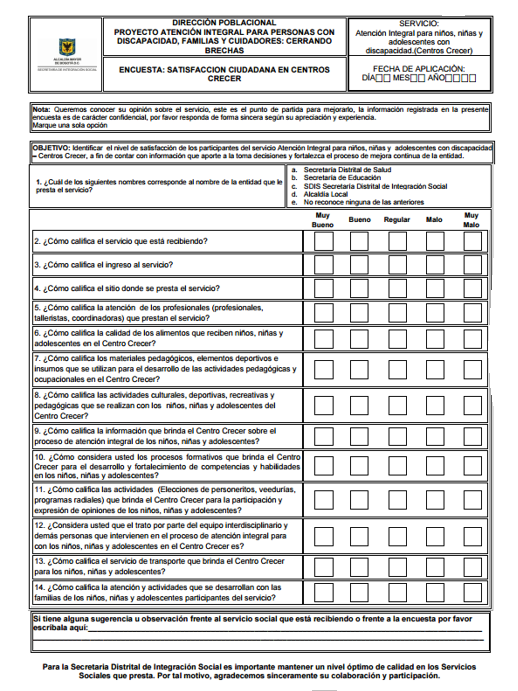 DIRECCIÓN POBLACIONAL
PROYECTO ATENCIÓN INTEGRAL PARA PERSONAS CON
DISCAPACIDAD, FAMILIAS Y CUIDADORES: CERRANDO
BRECHAS
SERVICIO:
Atención Integral para niños, niñas y
adolescentes con
discapacidad.(Centros Crecer)
ALCALDÍA MAYOR
DE BOGOTÁ D.C.
SECRETARÍA DE INTEGRACIÓN SOCIAL
ENCUESTA: SATISFACCION CIUDADANA EN CENTROS
CRECER
FECHA DE APLICACIÓN:
DÍA MES AÑO
Nota: Queremos conocer su opinión sobre el servicio, este es el punto de partida para mejorarlo, la información registrada en la presente
encuesta es de carácter confidencial, por favor responda de forma sincera según su apreciación y experiencia.
Marque una sola opción
OBJETIVO: Identificar el nivel de satisfacción de los participantes del servicio Atención Integral para niños, niñas y adolescentes con discapacidad
– Centros Crecer, a fin de contar con información que aporte a la toma decisiones y fortalezca el proceso de mejora continua de la entidad.
1. ¿Cuál de los siguientes nombres corresponde al nombre de la entidad que le
presta el servicio?
a. Secretaría Distrital de Salud
b. Secretaría de Educación
c. SDIS Secretaría Distrital de Integración Social
d. Alcaldía Local
e. No reconoce ninguna de las anteriores
Muy Bueno Bueno Regular Malo Muy Malo
2. ¿Cómo califica el servicio que está recibiendo?
3. ¿Cómo califica el ingreso al servicio?
4. ¿Cómo califica el sitio donde se presta el servicio?
5. ¿Cómo califica la atención de los profesionales (profesionales,
talleristas, coordinadoras) que prestan el servicio?
6. ¿Cómo califica la calidad de los alimentos que reciben niños, niñas y
adolescentes en el Centro Crecer?
7. ¿Cómo califica los materiales pedagógicos, elementos deportivos e
insumos que se utilizan para el desarrollo de las actividades pedagógicas y
ocupacionales en el Centro Crecer?
8. ¿Cómo califica las actividades culturales, deportivas, recreativas y
pedagógicas que se realizan con los niños, niñas y adolescentes del
Centro Crecer?
9. ¿Cómo califica la información que brinda el Centro Crecer sobre el
proceso de atención integral de los niños, niñas y adolescentes?
10. ¿Cómo considera usted los procesos formativos que brinda el Centro
Crecer para el desarrollo y fortalecimiento de competencias y habilidades
en los niños, niñas y adolescentes?
11. ¿Cómo califica las actividades (Elecciones de personeritos, veedurías,
programas radiales) que brinda el Centro Crecer para la participación y
expresión de opiniones de los niños, niñas y adolescentes?
12. ¿Considera usted que el trato por parte del equipo interdisciplinario y
demás personas que intervienen en el proceso de atención integral para
con los niños, niñas y adolescentes en el Centro Crecer es?
13. ¿Cómo califica el servicio de transporte que brinda el Centro Crecer
para los niños, niñas y adolescentes?
14. ¿Cómo califica la atención y actividades que se desarrollan con las
familias de los niños, niñas y adolescentes participantes del servicio?
Si tiene alguna sugerencia u observación frente al servicio social que está recibiendo o frente a la encuesta por favor
escríbala aquí:
Para la Secretaría Distrital de Integración Social es importante mantener un nivel óptimo de calidad en los Servicios
Sociales que presta. Por tal motivo, agradecemos sinceramente su colaboración y participación.